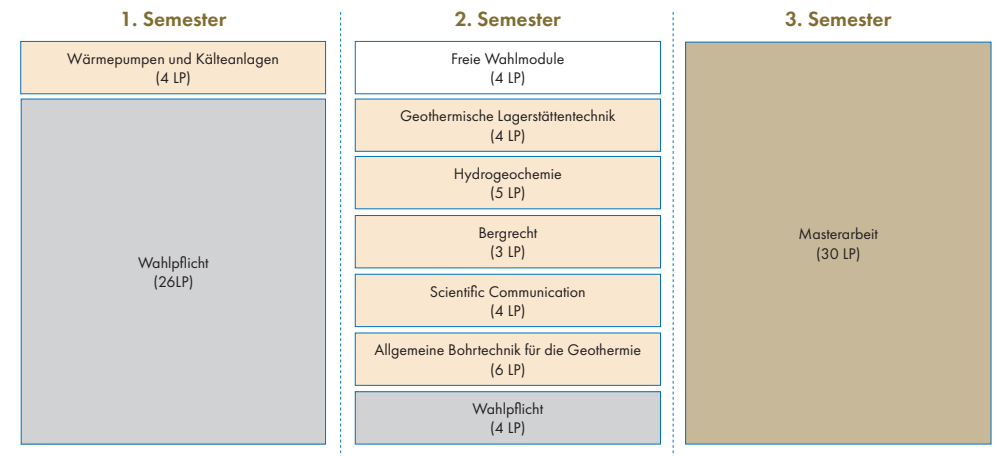 1. Semester
Wärmepumpen und Kälteanlagen
(4 LP)
Wahlpflicht
(26LP)
2. Semester
Freie Wahlmodule
(4 LP)
Geothermische Lagerstättentechnik
(4 LP)
Hydrogeochemie
(5 LP)
Bergrecht
(3 LP)
Scientific Communication
(4 LP)
Allgemeine Bohrtechnik für die Geothermie
(6 LP)
Wahlpflicht
(4 LP)
3. Semester
Masterarbeit
(30 LP)